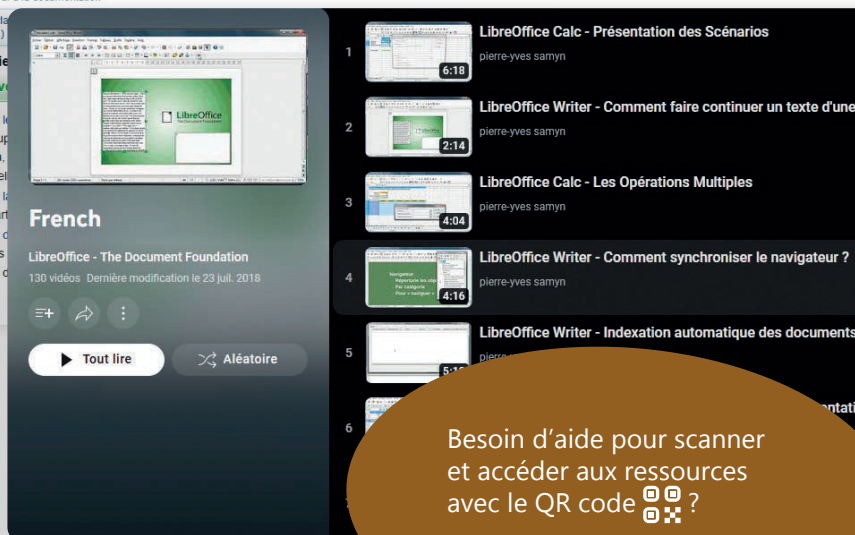 LibreOffice
French
LibreOffice - The Document Foundation
130 vidéos Dernière modification le 23 juil. 2018
Tout lire
Aléatoire
1
6:18
LibreOffice Calc - Présentation des Scénarios
pierre-yves samyn
2
2:14
LibreOffice Writer - Comment faire continuer un texte d'une
pierre-yves samyn
3
4:04
LibreOffice Calc - Les Opérations Multiples
pierre-yves samyn
4
Navigateur
4:16
LibreOffice Writer - Comment synchroniser le navigateur ?
pierre-yves samyn
5
LibreOffice Writer - Indexation automatique des documents
6
Besoin d'aide pour scanner
et accéder aux ressources
avec le QR code ?